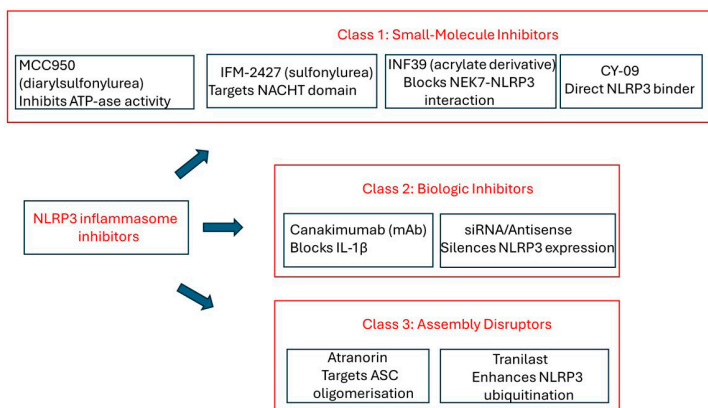 Class 1: Small-Molecule Inhibitors
MCC950
(diarylsulfonylurea)
Inhibits ATP-ase activity
IFM-2427 (sulfonylurea)
Targets NACHT domain
INF39 (acrylate derivative)
Blocks NEK7-NLRP3
interaction
CY-09
Direct NLRP3 binder
NLRP3 inflammasome
inhibitors
Class 2: Biologic Inhibitors
Canakimumab (mAb)
Blocks IL-1β
siRNA/Antisense
Silences NLRP3 expression
Class 3: Assembly Disruptors
Atranorin
Targets ASC
oligomerisation
Tranilast
Enhances NLRP3
ubiquitination